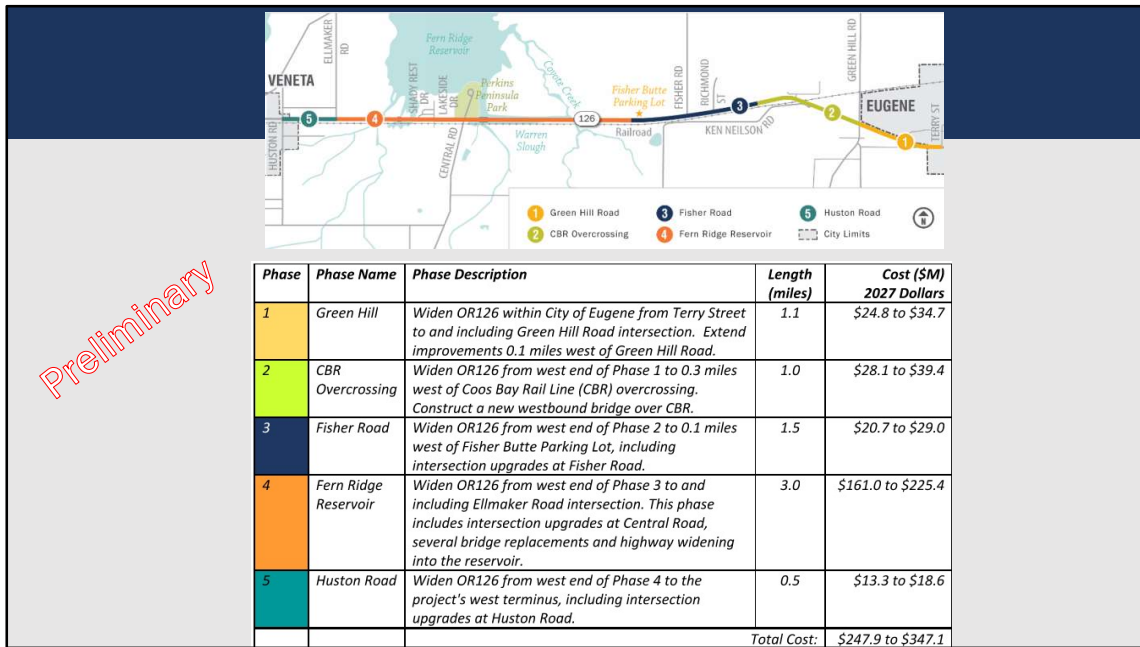 ELLMAKER
RD
Fern Ridge
Reservoir
GREEN HILL RD
VENETA
SHADY REST
DR
LAKESIDE
DR
Perkins
Peninsula
Park
Coyote Creek
Fisher Butte
Parking Lot
FISHER RD
RICHMOND
ST
EUGENE
5
4
126
3
2
1
HUSTON RD
CENTRAL RD
Warren
Slough
Railroad
KEN NEILSON RD
TERRY ST
1 Green Hill Road
3 Fisher Road
5 Huston Road
2 CBR Overcrossing
4 Fern Ridge Reservoir
City Limits
N
Preliminary
Phase Phase Name Phase Description Length (miles) Cost ($M) 2027 Dollars
1 Green Hill Widen OR126 within City of Eugene from Terry Street 1.1 $24.8 to $34.7
to and including Green Hill Road intersection. Extend
improvements 0.1 miles west of Green Hill Road.
2 CBR Overcrossing Widen OR126 from west end of Phase 1 to 0.3 miles 1.0 $28.1 to $39.4
west of Coos Bay Rail Line (CBR) overcrossing.
Construct a new westbound bridge over CBR.
3 Fisher Road Widen OR126 from west end of Phase 2 to 0.1 miles 1.5 $20.7 to $29.0
west of Fisher Butte Parking Lot, including
intersection upgrades at Fisher Road.
4 Fern Ridge Reservoir Widen OR126 from west end of Phase 3 to and 3.0 $161.0 to $225.4
including Ellmaker Road intersection. This phase
includes intersection upgrades at Central Road,
several bridge replacements and highway widening
into the reservoir.
5 Huston Road Widen OR126 from west end of Phase 4 to the 0.5 $13.3 to $18.6
project's west terminus, including intersection
upgrades at Huston Road.
Total Cost: $247.9 to $347.1